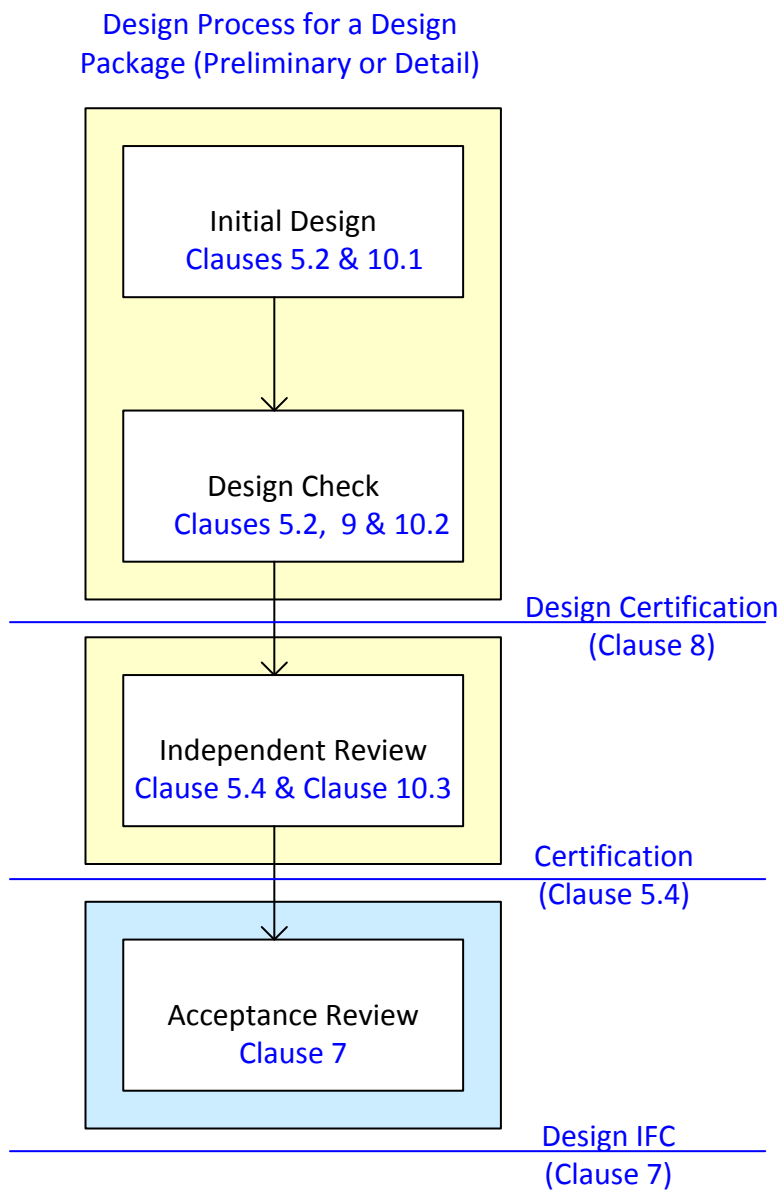 Design Process for a Design
Package (Preliminary or Detail)
Initial Design
Clauses 5.2 & 10.1
Design Check
Clauses 5.2,  9 & 10.2
Design Certification
(Clause 8)
Independent Review
Clause 5.4 & Clause 10.3
Certification
(Clause 5.4)
Acceptance Review
Clause 7
Design IFC
(Clause 7)